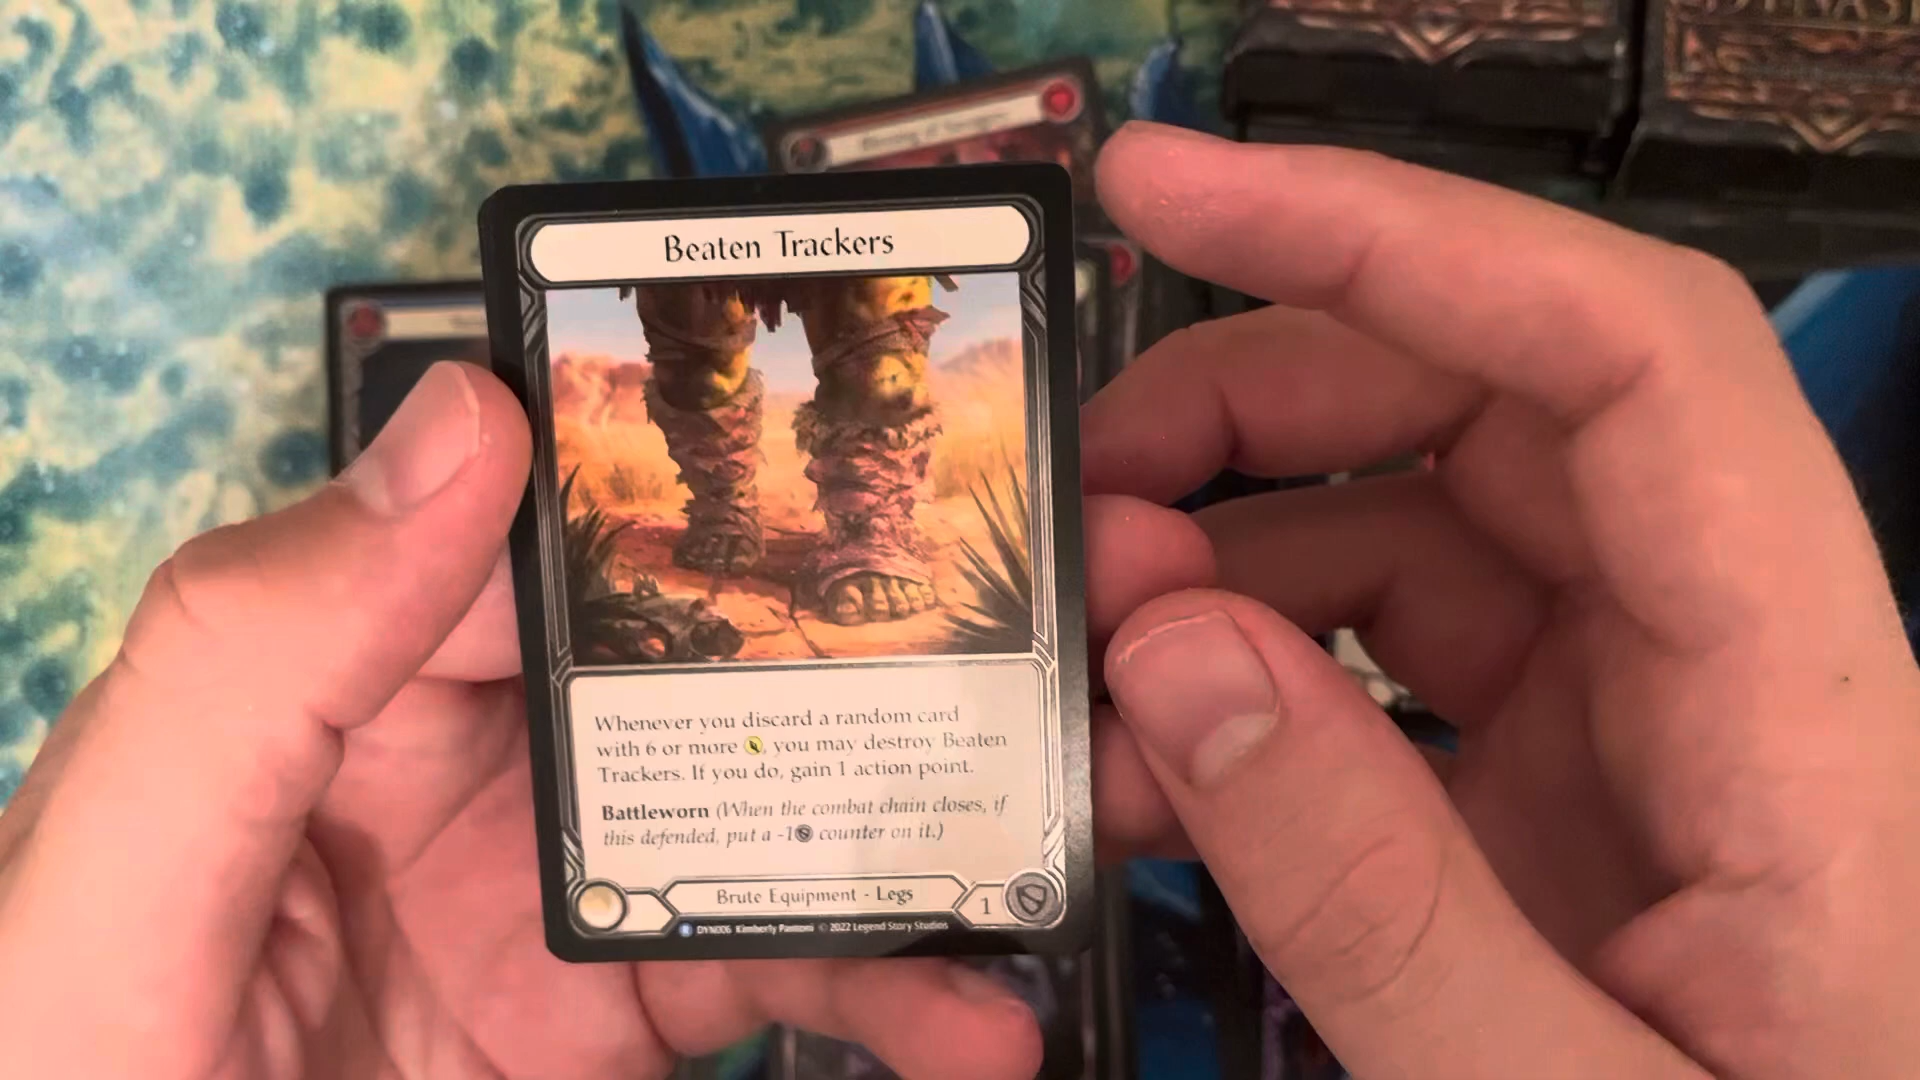 Beaten Trackers
Whenever you discard a random card
with 6 or more , you may destroy Beaten
Trackers. If you do, gain 1 action point.
Battleworn (When the combat chain closes, if
this defended, put a -1 counter on it.)
Brute Equipment - Legs
1
R DYN006 Kimberly Pantoni © 2022 Legend Story Studios